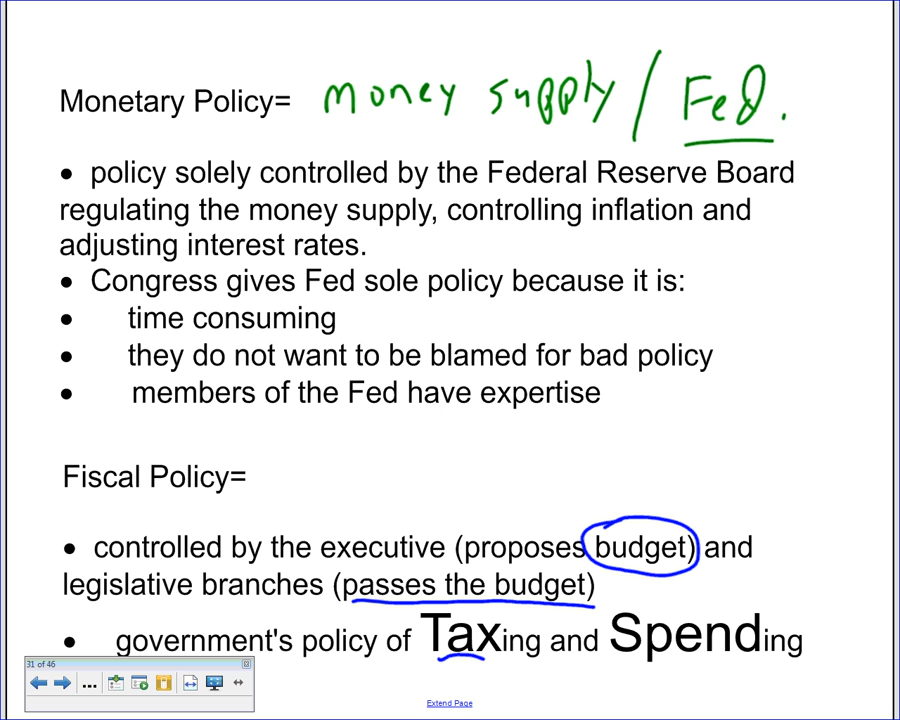 Monetary Policy= money supply / Fed.
• policy solely controlled by the Federal Reserve Board
regulating the money supply, controlling inflation and
adjusting interest rates.
• Congress gives Fed sole policy because it is:
• time consuming
• they do not want to be blamed for bad policy
• members of the Fed have expertise
Fiscal Policy=
• controlled by the executive (proposes budget) and
legislative branches (passes the budget)
• government's policy of Taxing and Spending
31 of 46
Extend Page